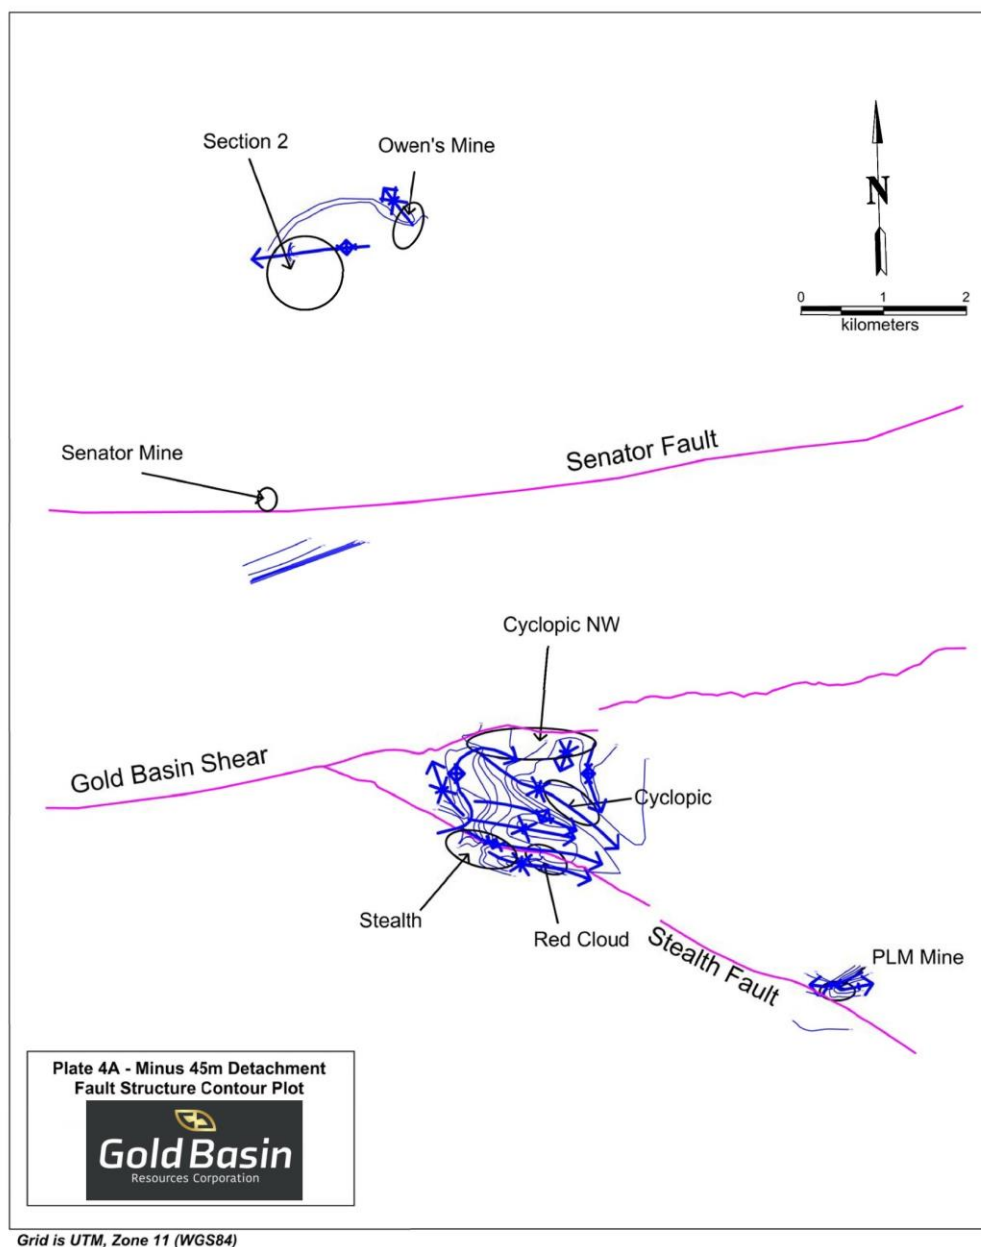 Section 2
Owen's Mine
N
0 1 2
kilometers
Senator Mine
Senator Fault
Cyclopic NW
Gold Basin Shear
Cyclopic
Stealth
Red Cloud
Stealth Fault
PLM Mine
Plate 4A - Minus 45m Detachment
Fault Structure Contour Plot
Gold Basin
Resources Corporation
Grid is UTM, Zone 11 (WGS84)